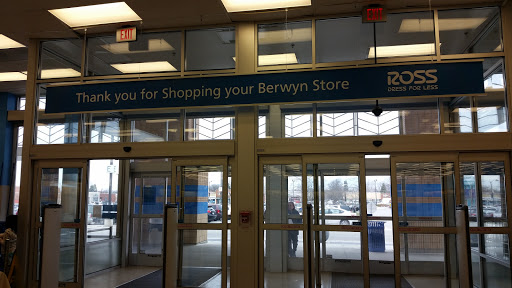 EXIT
EXIT
Thank you for Shopping your Berwyn Store
ROSS
DRESS FOR LESS